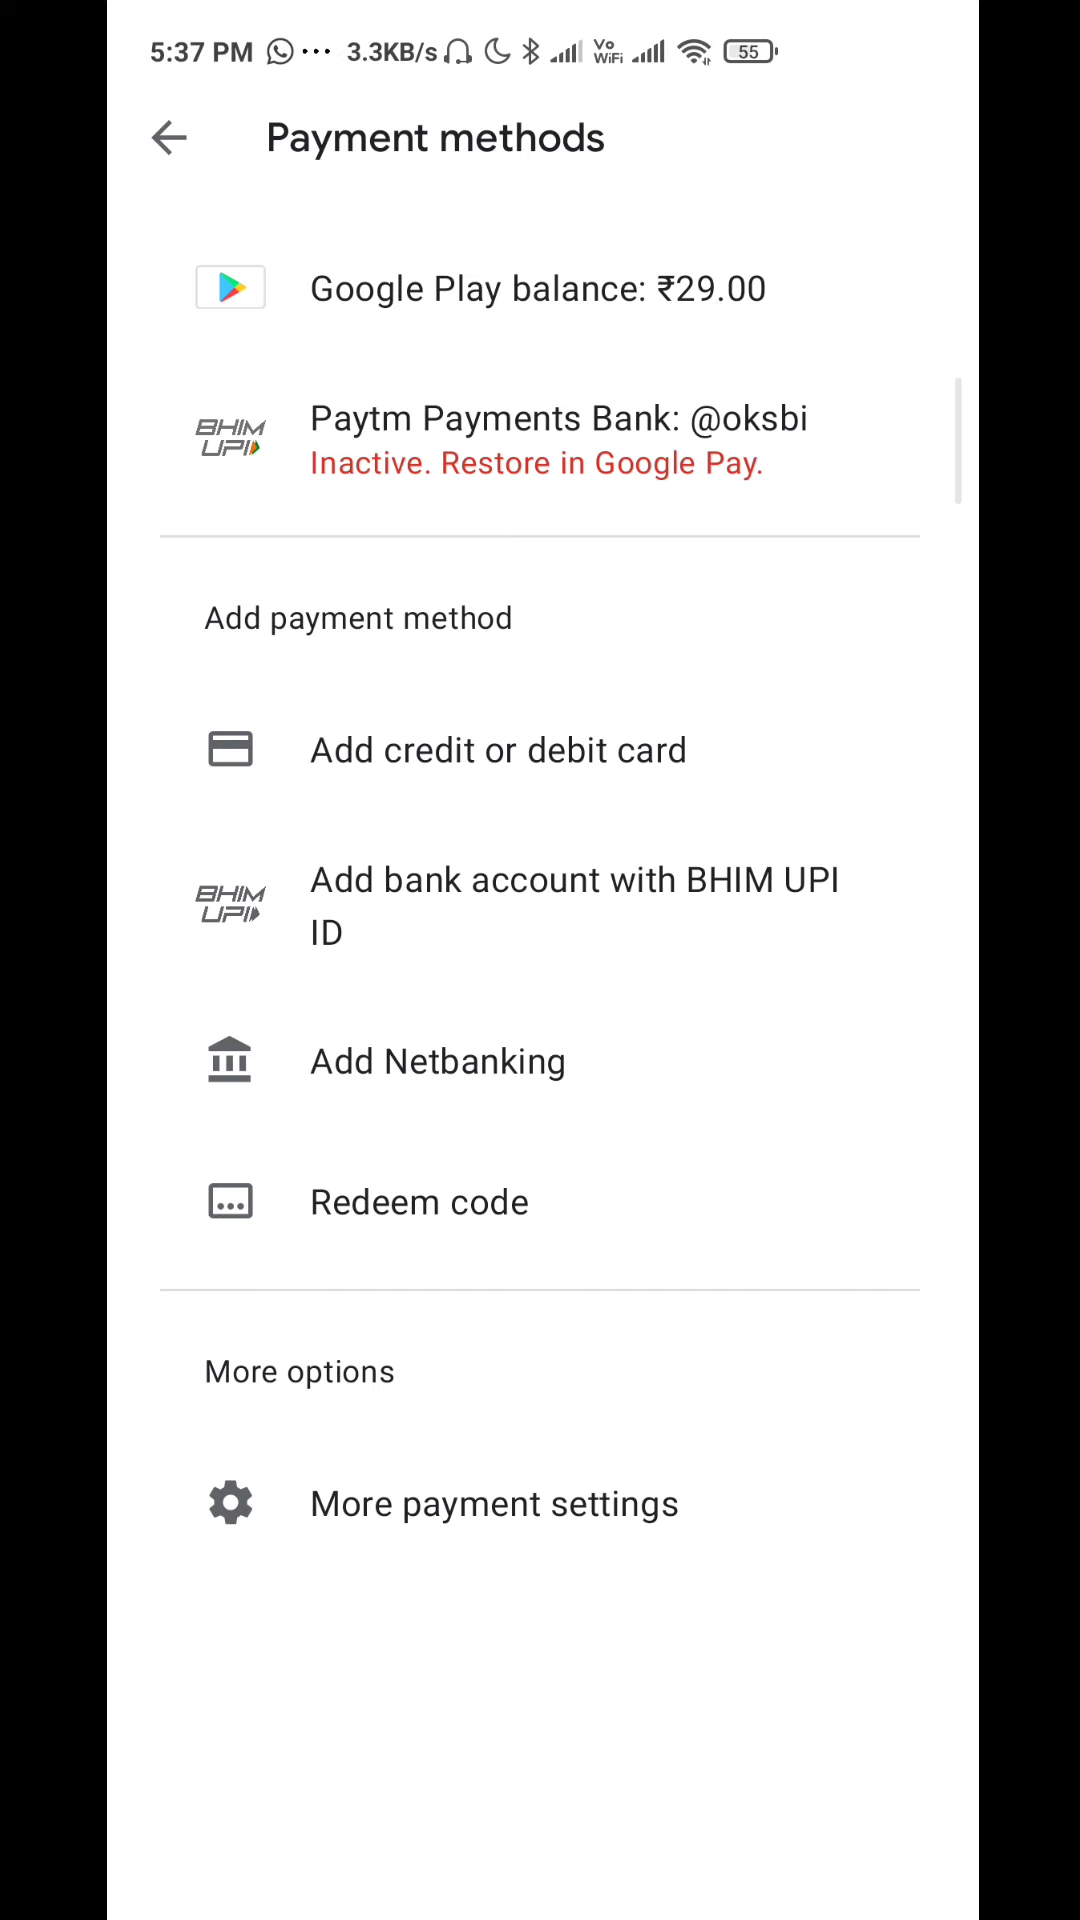 5:37 PM ... 3.3KB/s Vo WiFi 55
Payment methods
Google Play balance: ₹29.00
BHIM UPI
Paytm Payments Bank: @oksbi
Inactive. Restore in Google Pay.
Add payment method
Add credit or debit card
BHIM UPI
Add bank account with BHIM UPI
ID
Add Netbanking
Redeem code
More options
More payment settings